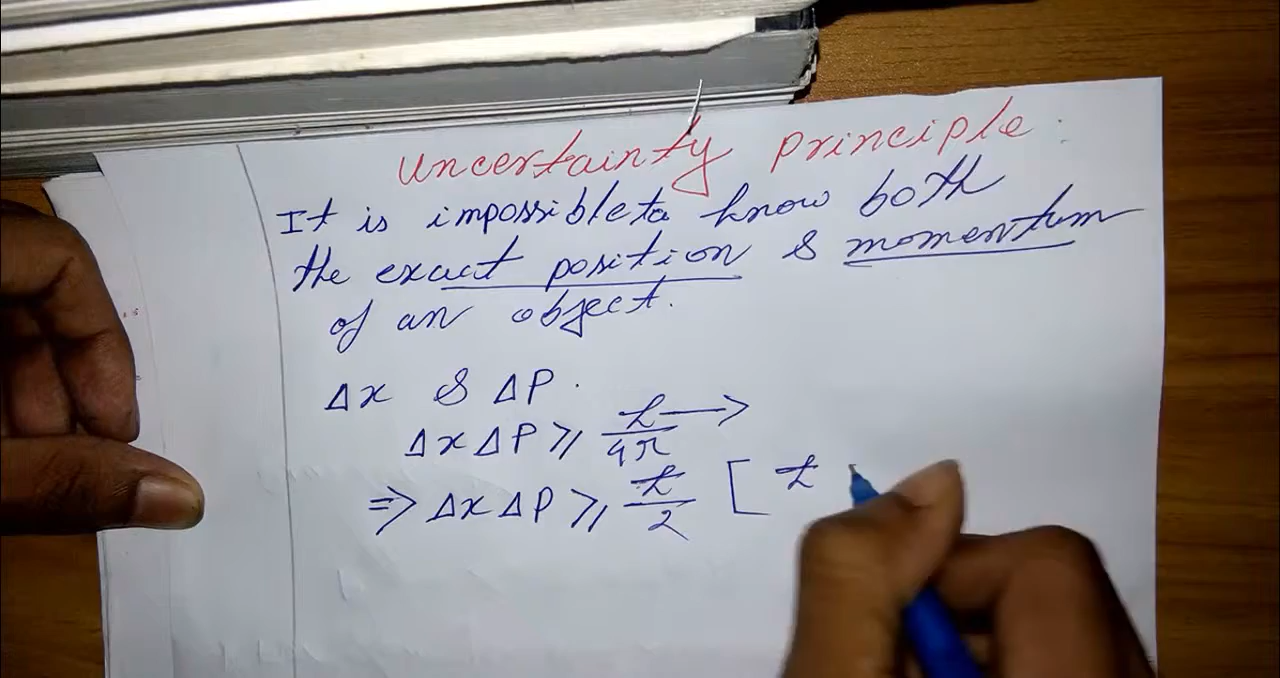 Uncertainty principle :
It is impossible to know both
the exact position & momentum
of an object.
Δx & ΔP.
ΔxΔP ≥ h/4π →
⇒ ΔxΔP ≥ ħ/2 [ ħ